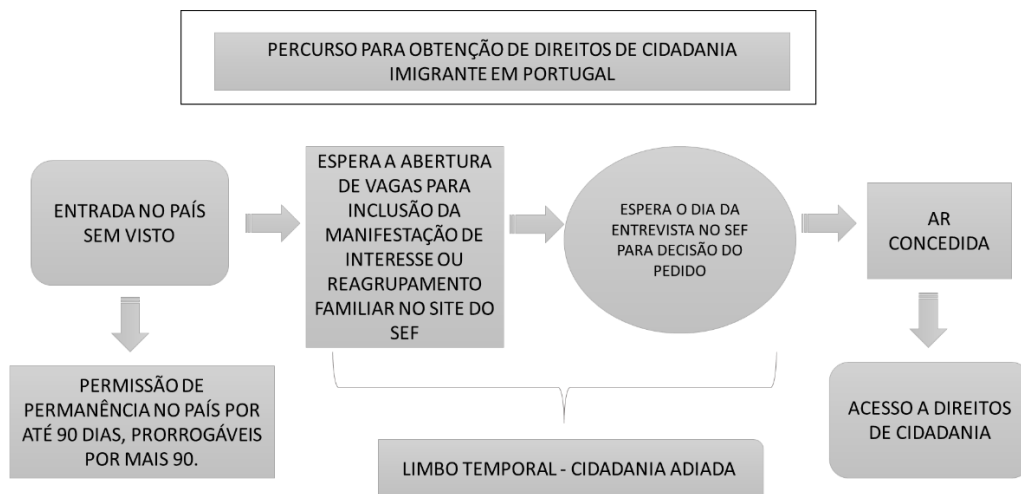 PERCURSO PARA OBTENÇÃO DE DIREITOS DE CIDADANIA
IMIGRANTE EM PORTUGAL
ENTRADA NO PAÍS
SEM VISTO
ESPERA A ABERTURA
DE VAGAS PARA
INCLUSÃO DA
MANIFESTAÇÃO DE
INTERESSE OU
REAGRUPAMENTO
FAMILIAR NO SITE DO
SEF
ESPERA O DIA DA
ENTREVISTA NO SEF
PARA DECISÃO DO
PEDIDO
AR
CONCEDIDA
PERMISSÃO DE
PERMANÊNCIA NO PAÍS POR
ATÉ 90 DIAS, PRORROGÁVEIS
POR MAIS 90.
LIMBO TEMPORAL - CIDADANIA ADIADA
ACESSO A DIREITOS
DE CIDADANIA